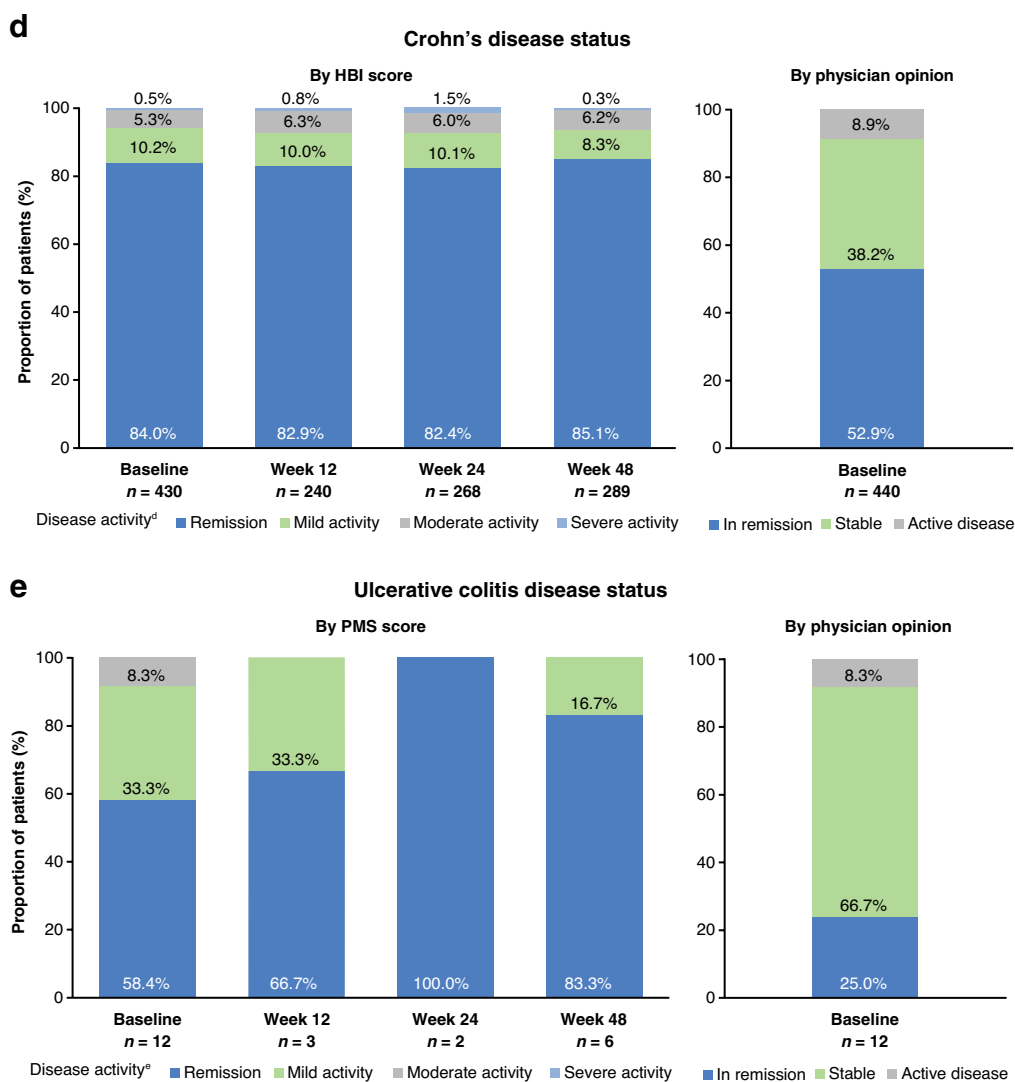 d
Crohn’s disease status
By HBI score
Proportion of patients (%)
100
80
60
40
20
0
0.5% 0.8% 1.5% 0.3%
5.3% 6.3% 6.0% 6.2%
10.2% 10.0% 10.1% 8.3%
84.0% 82.9% 82.4% 85.1%
Baseline Week 12 Week 24 Week 48
n = 430 n = 240 n = 268 n = 289
Disease activityᵈ Remission Mild activity Moderate activity Severe activity
By physician opinion
100
80
60
40
20
0
8.9%
38.2%
52.9%
Baseline
n = 440
In remission Stable Active disease
e
Ulcerative colitis disease status
By PMS score
Proportion of patients (%)
100
80
60
40
20
0
8.3%
33.3% 33.3% 16.7%
58.4% 66.7% 100.0% 83.3%
Baseline Week 12 Week 24 Week 48
n = 12 n = 3 n = 2 n = 6
Disease activityᵉ Remission Mild activity Moderate activity Severe activity
By physician opinion
100
80
60
40
20
0
8.3%
66.7%
25.0%
Baseline
n = 12
In remission Stable Active disease